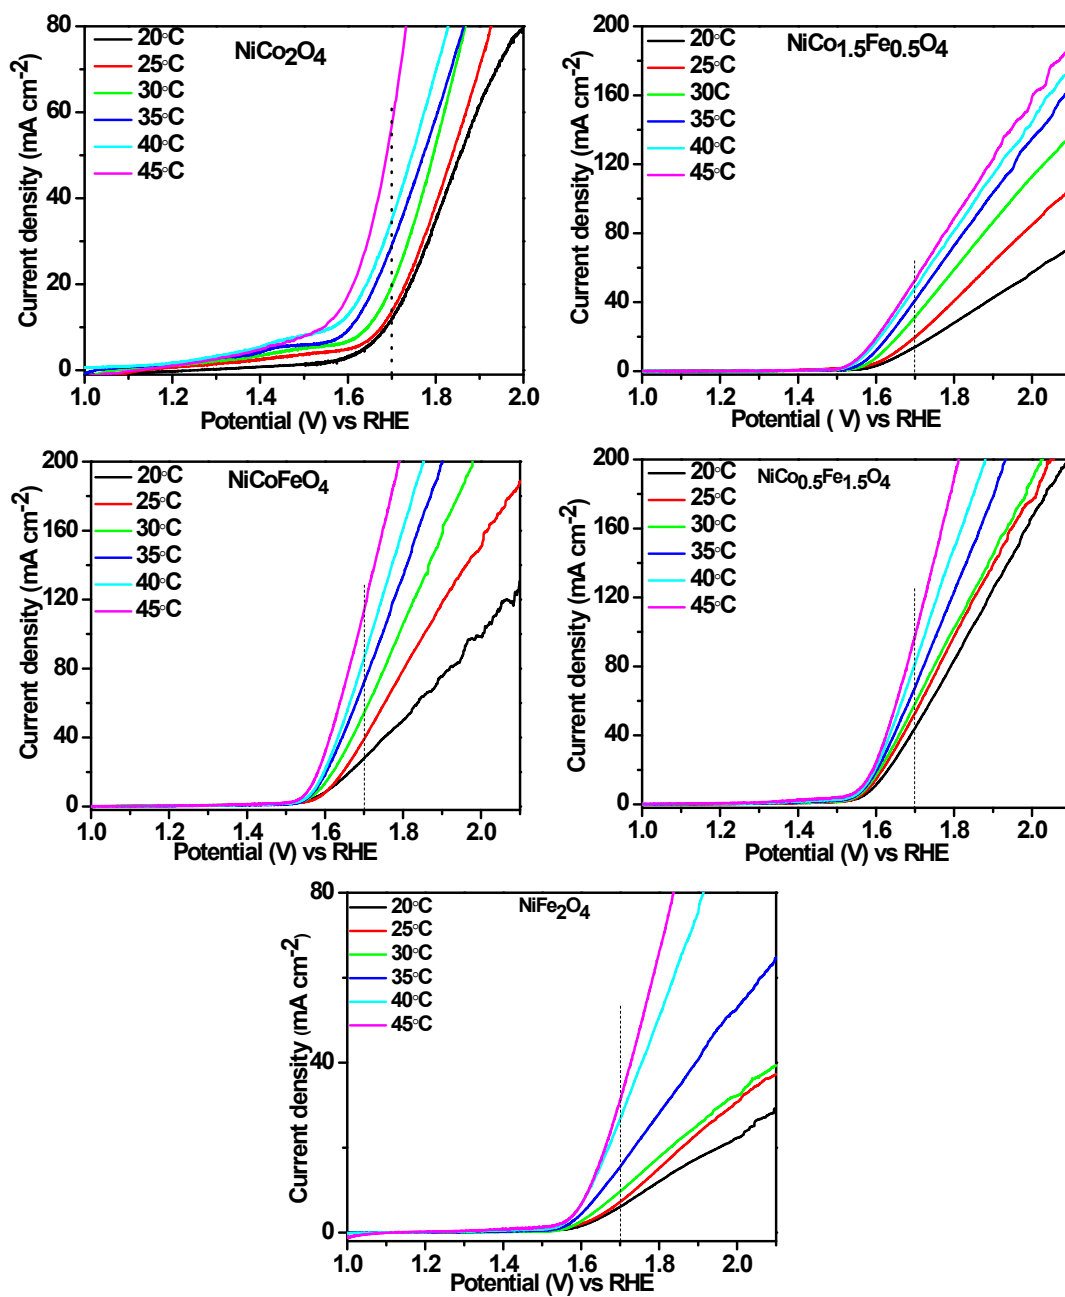 NiCo2O4
20°C
25°C
30°C
35°C
40°C
45°C
Current density (mA cm-2)
80
60
40
20
0
1.0 1.2 1.4 1.6 1.8 2.0
Potential (V) vs RHE
NiCo1.5Fe0.5O4
20°C
25°C
30C
35°C
40°C
45°C
Current density (mA cm-2)
200
160
120
80
40
0
1.0 1.2 1.4 1.6 1.8 2.0
Potential ( V) vs RHE
NiCoFeO4
20°C
25°C
30°C
35°C
40°C
45°C
Current density (mA cm-2)
200
160
120
80
40
0
1.0 1.2 1.4 1.6 1.8 2.0
Potential (V) vs RHE
NiCo0.5Fe1.5O4
20°C
25°C
30°C
35°C
40°C
45°C
Current density (mA cm-2)
200
160
120
80
40
0
1.0 1.2 1.4 1.6 1.8 2.0
Potential (V) vs RHE
NiFe2O4
20°C
25°C
30°C
35°C
40°C
45°C
Current density (mA cm-2)
80
40
0
1.0 1.2 1.4 1.6 1.8 2.0
Potential (V) vs RHE